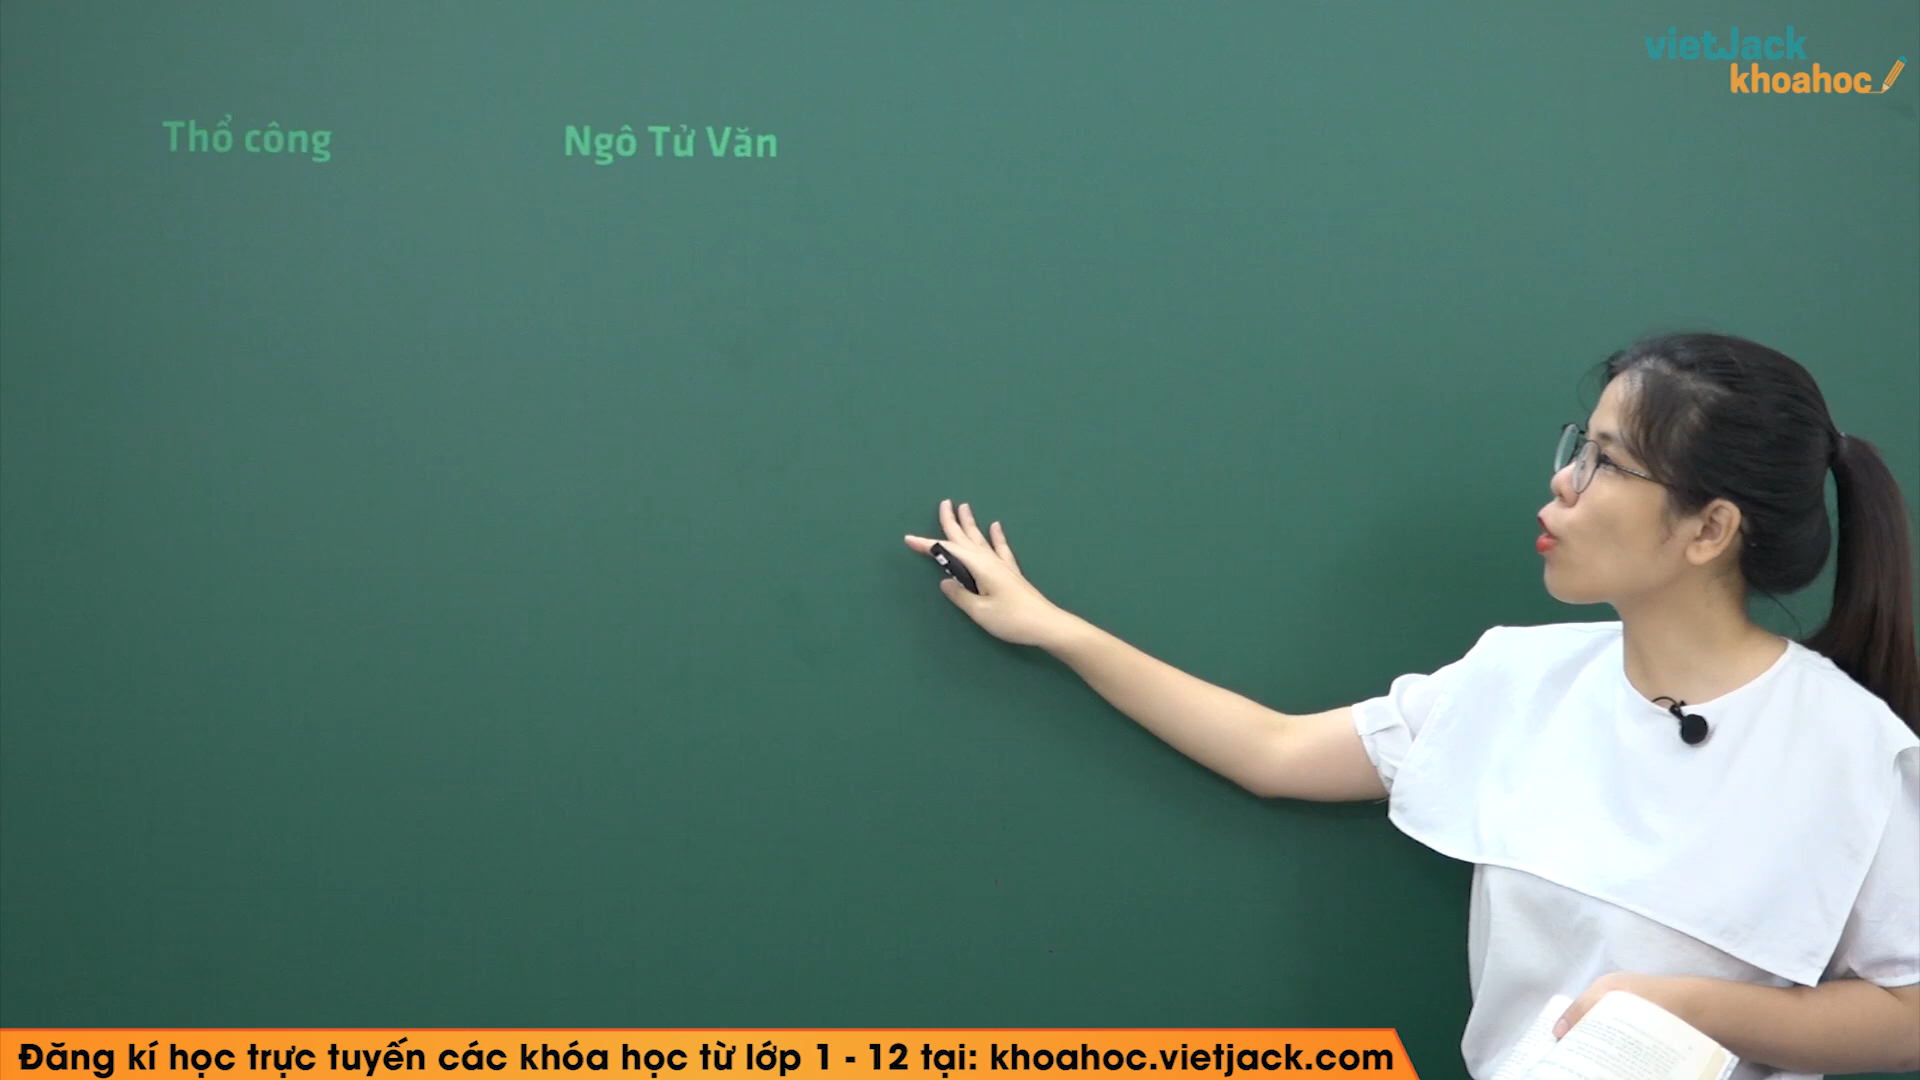 vietJack
khoahoc
Thổ công
Ngô Tử Văn
Đăng kí học trực tuyến các khóa học từ lớp 1 - 12 tại: khoahoc.vietjack.com